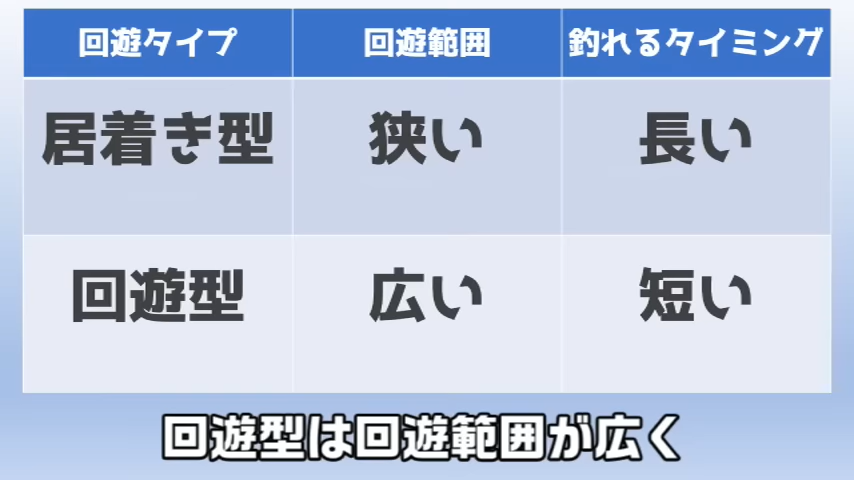 回遊タイプ 回遊範囲 釣れるタイミング
居着き型 狭い 長い
回遊型 広い 短い
回遊型は回遊範囲が広く